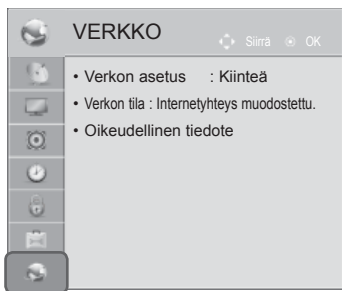 VERKKO
Siirrä OK
• Verkon asetus : Kiinteä
• Verkon tila : Internetyhteys muodostettu.
• Oikeudellinen tiedote